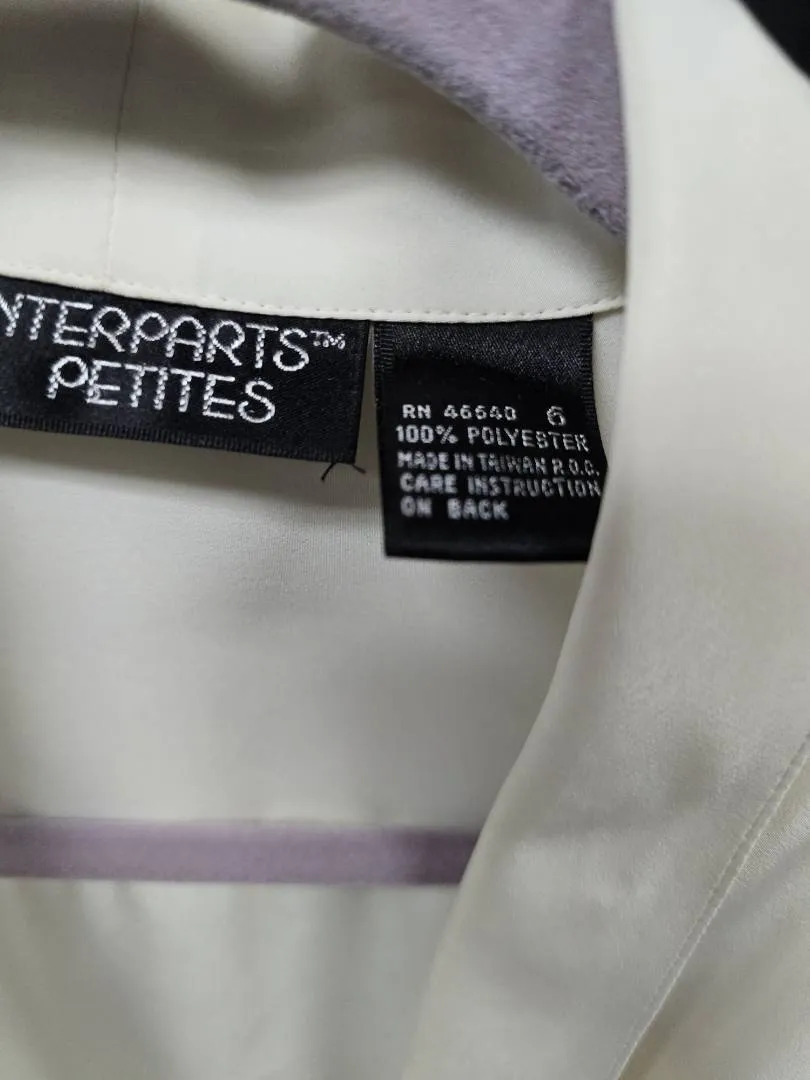 NTERPARTS™
PETITES
RN 46640 6
100% POLYESTER
MADE IN TAIWAN R.O.C.
CARE INSTRUCTION
ON BACK